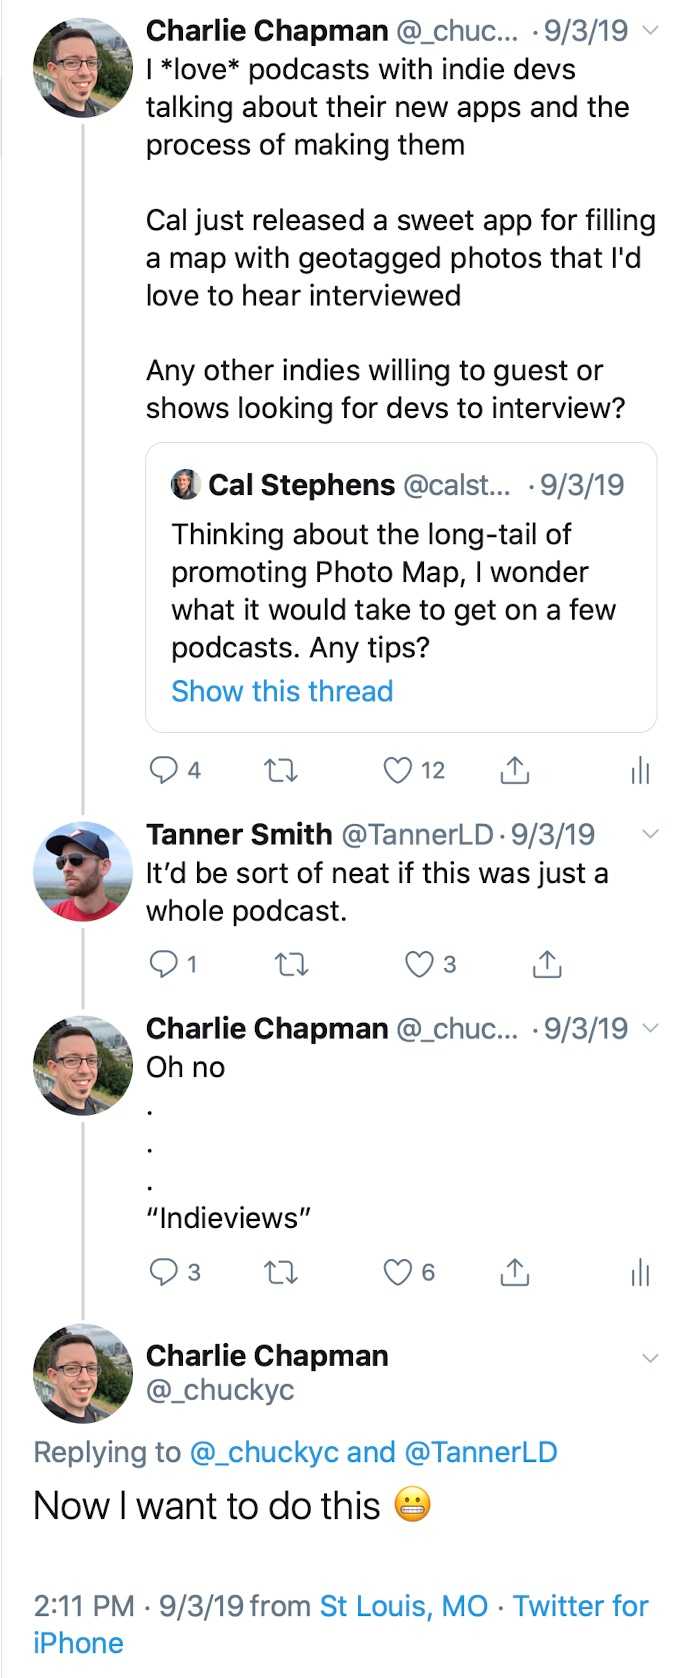 Charlie Chapman @_chuc... · 9/3/19
I *love* podcasts with indie devs
talking about their new apps and the
process of making them
Cal just released a sweet app for filling
a map with geotagged photos that I'd
love to hear interviewed
Any other indies willing to guest or
shows looking for devs to interview?
Cal Stephens @calst... · 9/3/19
Thinking about the long-tail of
promoting Photo Map, I wonder
what it would take to get on a few
podcasts. Any tips?
Show this thread
4 12
Tanner Smith @TannerLD · 9/3/19
It’d be sort of neat if this was just a
whole podcast.
1 3
Charlie Chapman @_chuc... · 9/3/19
Oh no
.
.
.
“Indieviews”
3 6
Charlie Chapman
@_chuckyc
Replying to @_chuckyc and @TannerLD
Now I want to do this 😬
2:11 PM · 9/3/19 from St Louis, MO · Twitter for
iPhone